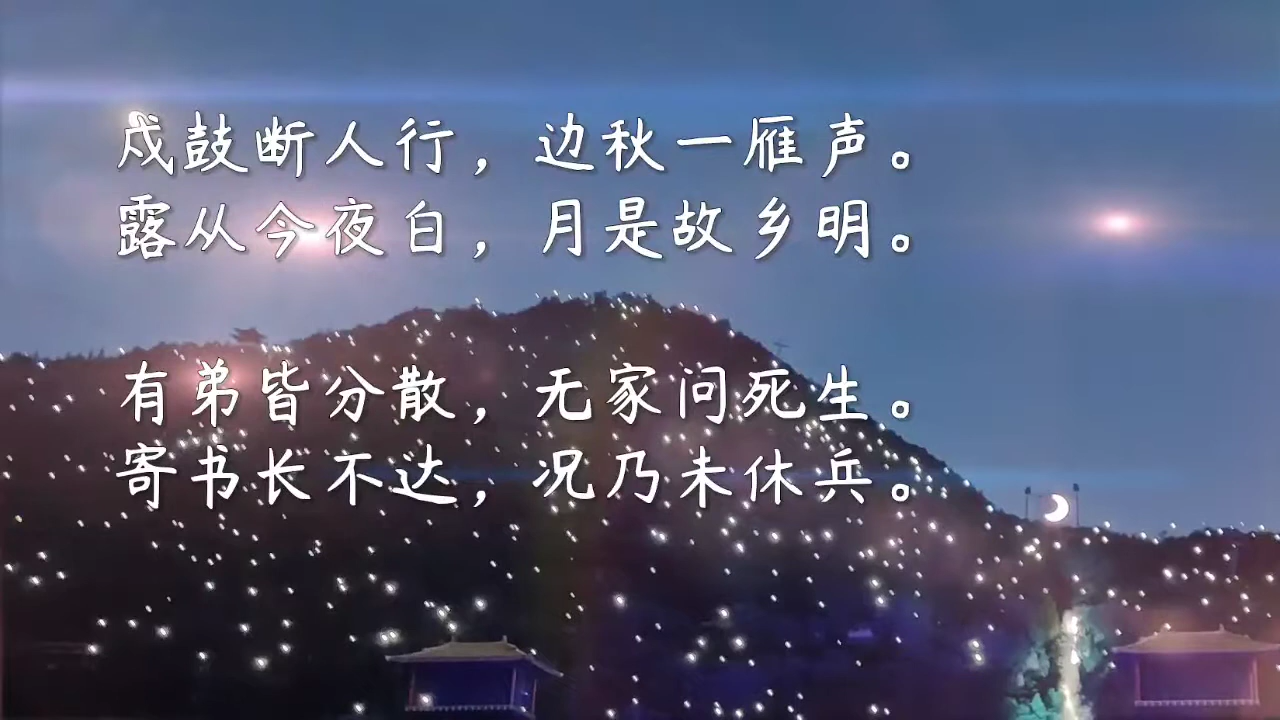 戍鼓断人行，边秋一雁声。
露从今夜白，月是故乡明。
有弟皆分散，无家问死生。
寄书长不达，况乃未休兵。